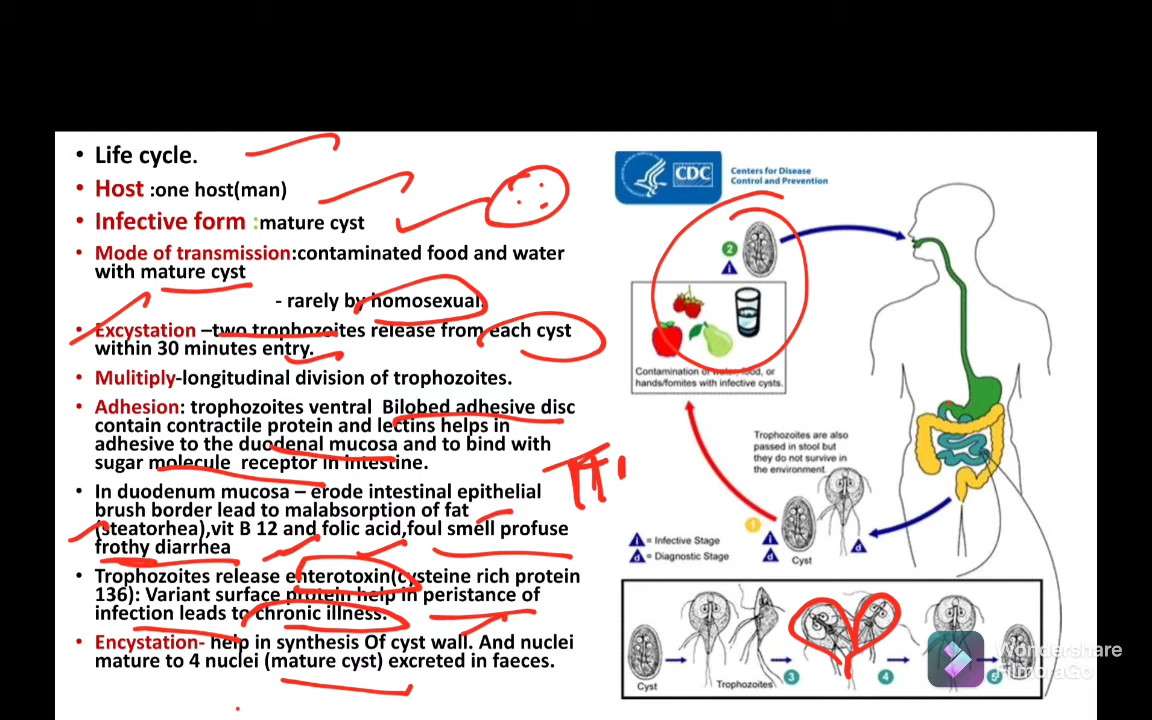 • Life cycle.
• Host :one host(man)
• Infective form :mature cyst
• Mode of transmission:contaminated food and water
with mature cyst
- rarely by homosexual.
• Excystation –two trophozoites release from each cyst
within 30 minutes entry.
• Mulitiply-longitudinal division of trophozoites.
• Adhesion: trophozoites ventral Bilobed adhesive disc
contain contractile protein and lectins helps in
adhesive to the duodenal mucosa and to bind with
sugar molecule receptor in intestine.
• In duodenum mucosa – erode intestinal epithelial
brush border lead to malabsorption of fat
(steatorhea),vit B 12 and folic acid,foul smell profuse
frothy diarrhea
• Trophozoites release enterotoxin(cysteine rich protein
136): Variant surface protein help in peristance of
infection leads to chronic illness.
• Encystation- help in synthesis Of cyst wall. And nuclei
mature to 4 nuclei (mature cyst) excreted in faeces.
CDC
Centers for Disease
Control and Prevention
2
i
Contamination of water, food, or
hands/fomites with infective cysts.
Trophozoites are also
passed in stool but
they do not survive in
the environment.
1
i = Infective Stage
d = Diagnostic Stage
i
d
d
Cyst
Cyst
Trophozoites
3
4
5
Wondershare
FilmoraGo